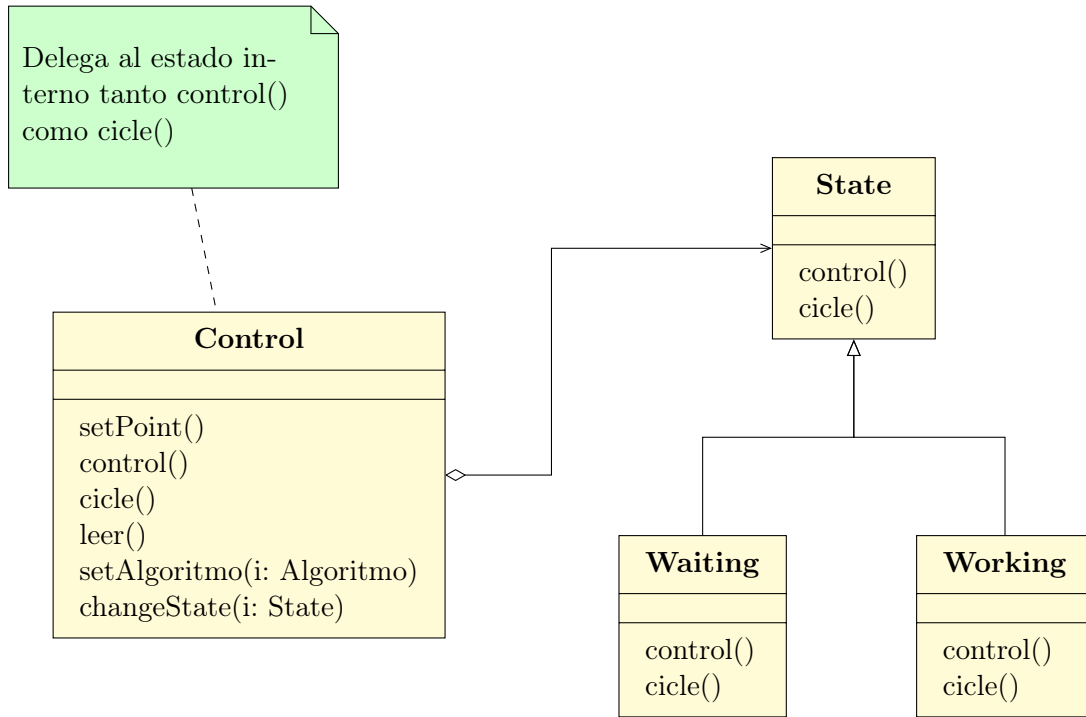 Delega al estado in-
terno tanto control()
como cicle()
State
control()
cicle()
Control
setPoint()
control()
cicle()
leer()
setAlgoritmo(i: Algoritmo)
changeState(i: State)
Waiting
control()
cicle()
Working
control()
cicle()